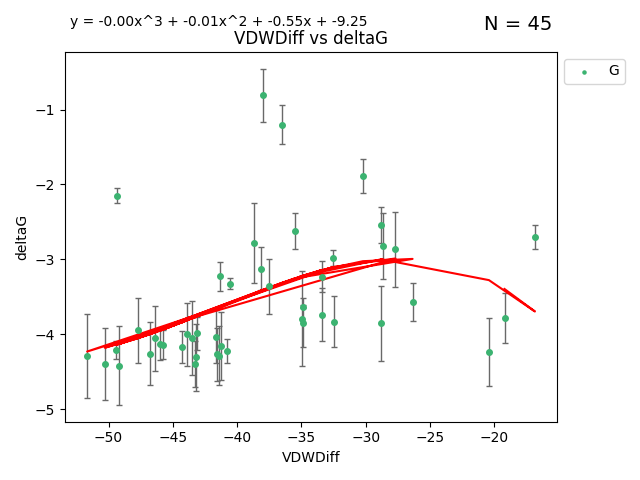 y = -0.00x^3 + -0.01x^2 + -0.55x + -9.25
N = 45
VDWDiff vs deltaG
G
deltaG
−1
−2
−3
−4
−5
−50
−45
−40
−35
−30
−25
−20
VDWDiff